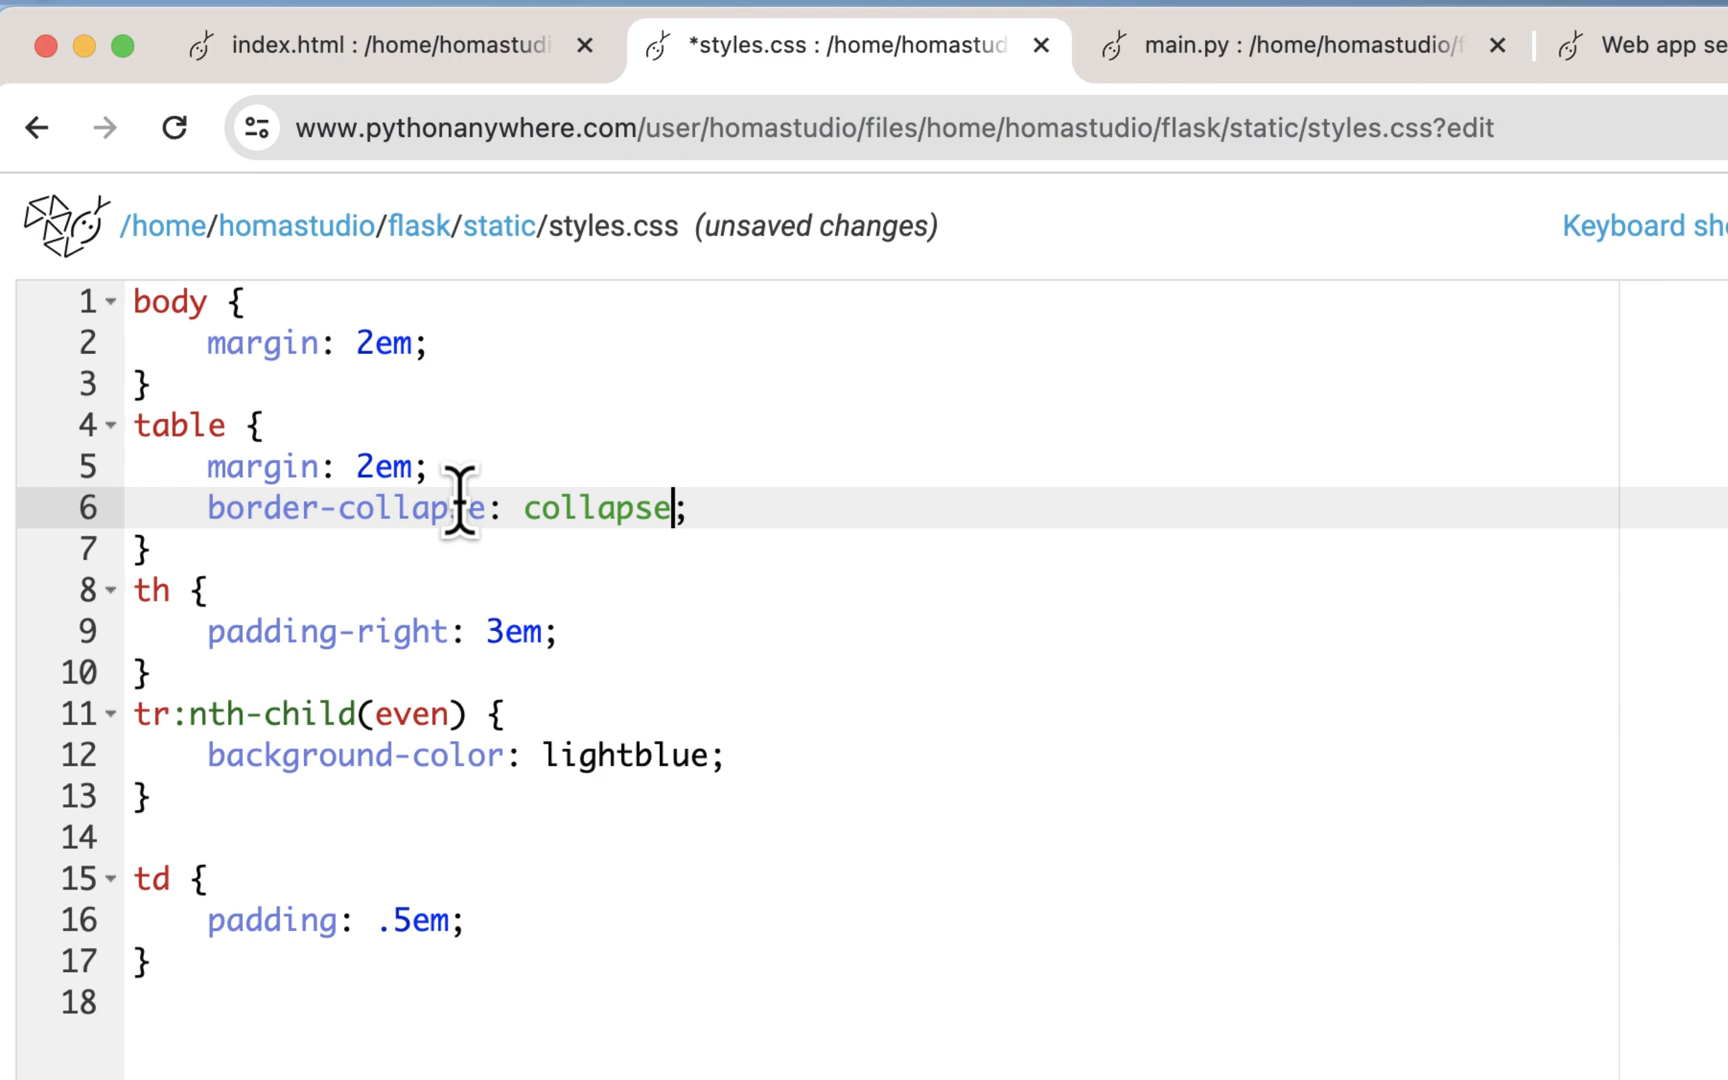 index.html : /home/homastudi
*styles.css : /home/homastud
main.py : /home/homastudio/f
Web app se
www.pythonanywhere.com/user/homastudio/files/home/homastudio/flask/static/styles.css?edit
/home/homastudio/flask/static/styles.css (unsaved changes)
Keyboard sho
1 body {
2 margin: 2em;
3 }
4 table {
5 margin: 2em;
6 border-collapse: collapse;
7 }
8 th {
9 padding-right: 3em;
10 }
11 tr:nth-child(even) {
12 background-color: lightblue;
13 }
14
15 td {
16 padding: .5em;
17 }
18